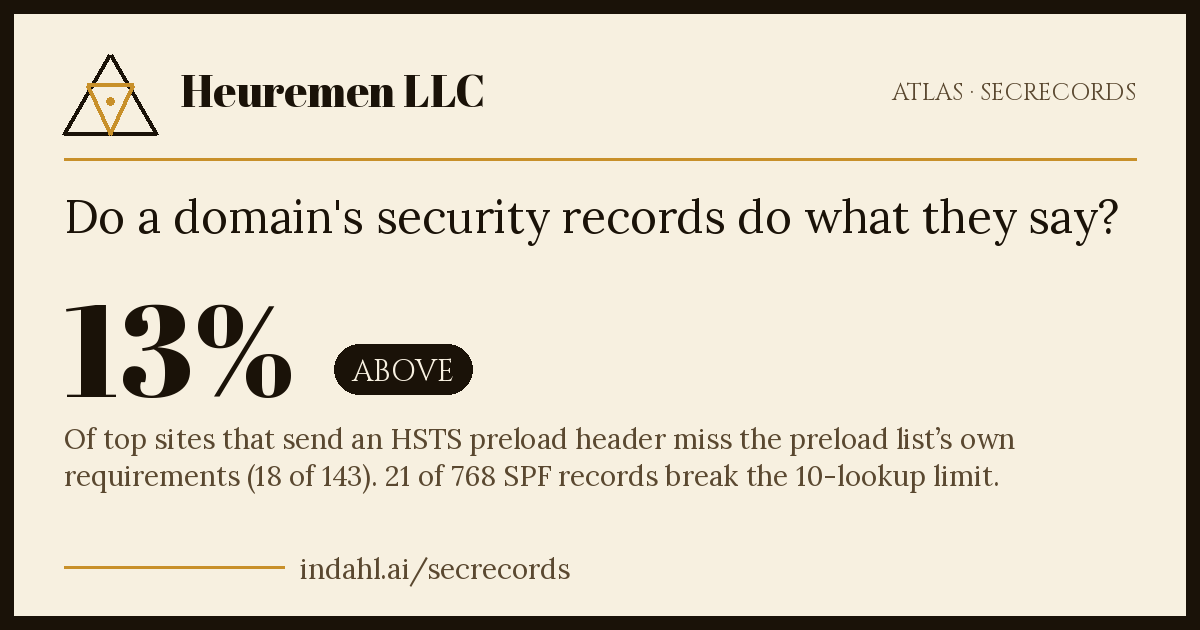 Heuremen LLC
ATLAS · SECRECORDS
Do a domain's security records do what they say?
13%
ABOVE
Of top sites that send an HSTS preload header miss the preload list’s own
requirements (18 of 143). 21 of 768 SPF records break the 10-lookup limit.
indahl.ai/secrecords